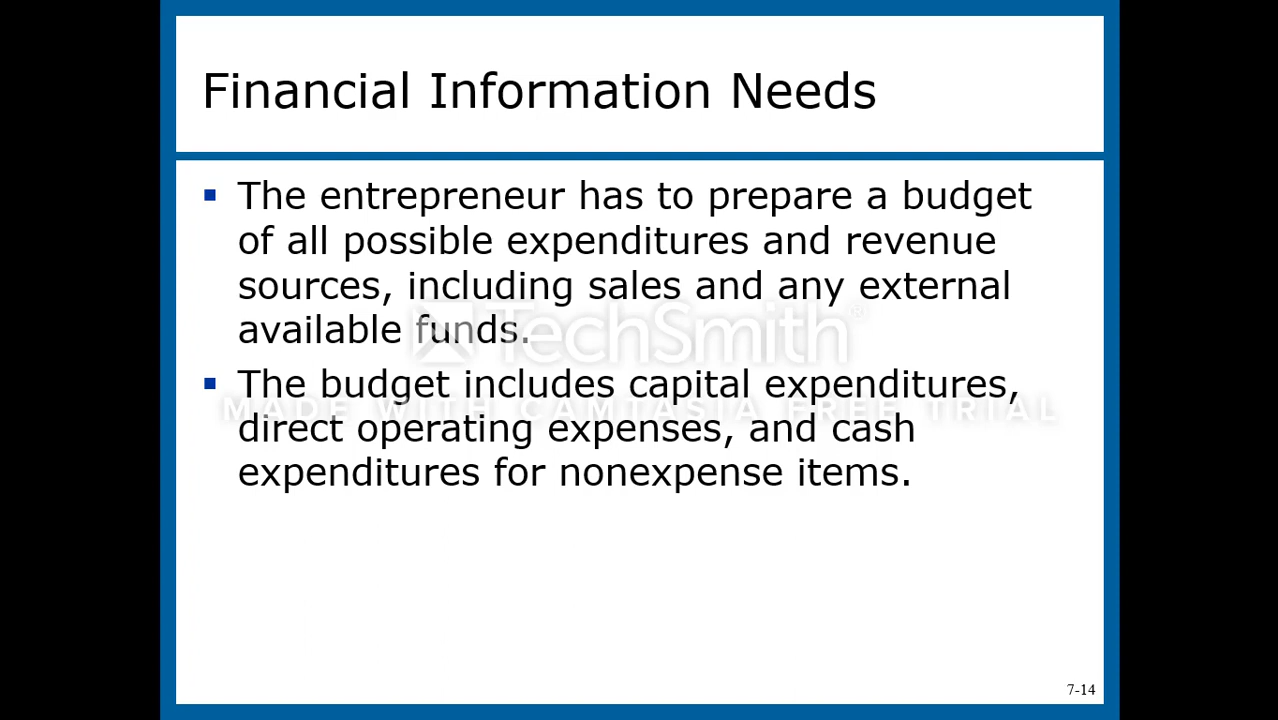 Financial Information Needs
▪ The entrepreneur has to prepare a budget
of all possible expenditures and revenue
sources, including sales and any external
available funds.
TechSmith®
▪ The budget includes capital expenditures,
MADE WITH CAMTASIA FREE TRIAL
direct operating expenses, and cash
expenditures for nonexpense items.
7-14